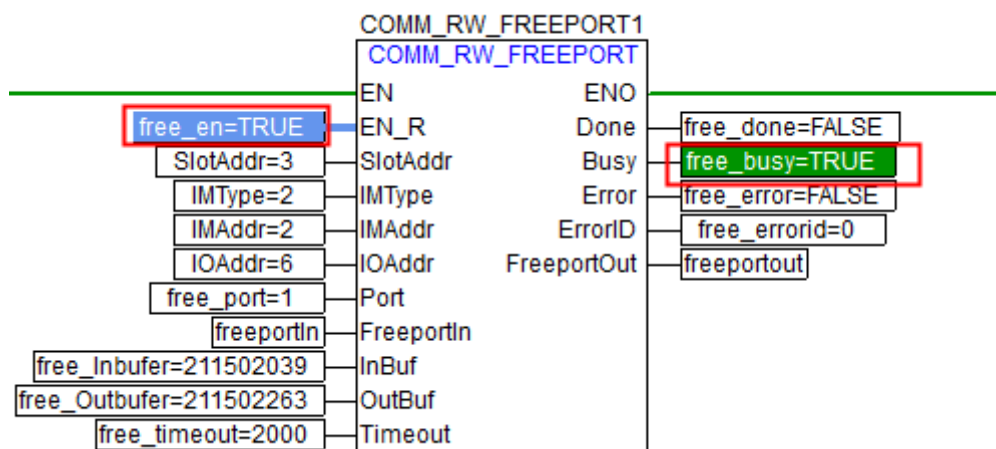 COMM_RW_FREEPORT1
COMM_RW_FREEPORT
EN ENO
free_en=TRUE EN_R Done free_done=FALSE
SlotAddr=3 SlotAddr Busy free_busy=TRUE
IMType=2 IMType Error free_error=FALSE
IMAddr=2 IMAddr ErrorID free_errorid=0
IOAddr=6 IOAddr FreeportOut freeportout
free_port=1 Port
freeportIn FreeportIn
free_Inbufer=211502039 InBuf
free_Outbufer=211502263 OutBuf
free_timeout=2000 Timeout